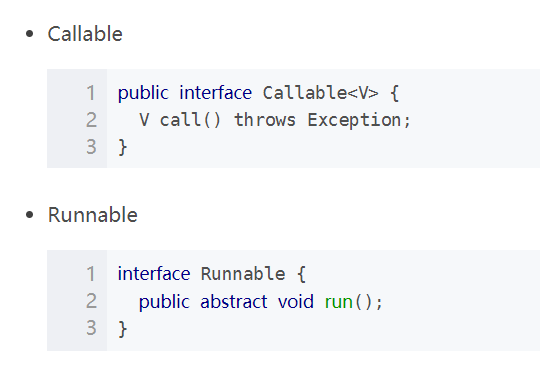 • Callable
1 public interface Callable<V> {
2   V call() throws Exception;
3 }
• Runnable
1 interface Runnable {
2   public abstract void run();
3 }